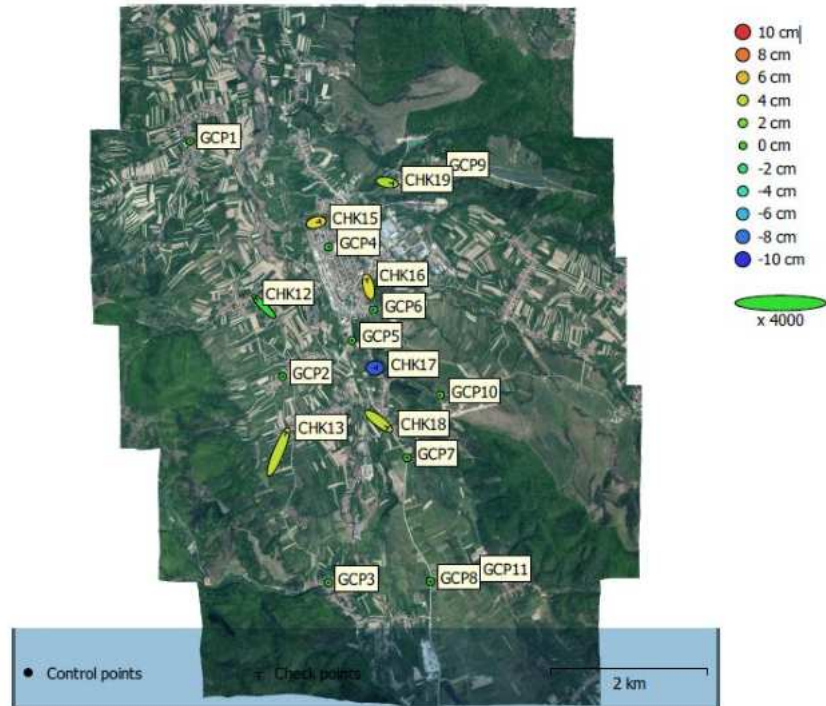 10 cm
8 cm
6 cm
4 cm
2 cm
0 cm
-2 cm
-4 cm
-6 cm
-8 cm
-10 cm
x 4000
GCP1
GCP9
CHK19
CHK15
GCP4
CHK16
CHK12
GCP6
GCP5
CHK17
GCP2
GCP10
CHK18
CHK13
GCP7
GCP11
GCP3
GCP8
Control points
Check points
2 km